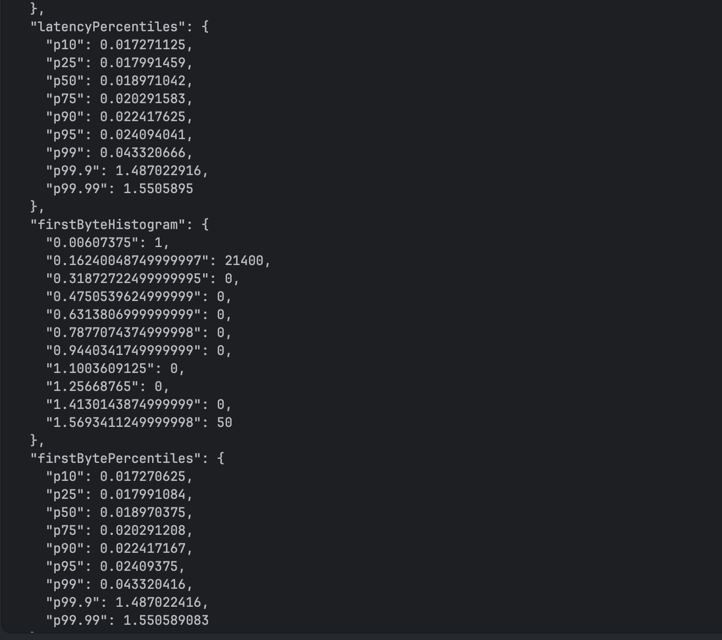 },
"latencyPercentiles": {
"p10": 0.017271125,
"p25": 0.017991459,
"p50": 0.018971042,
"p75": 0.020291583,
"p90": 0.022417625,
"p95": 0.024094041,
"p99": 0.043320666,
"p99.9": 1.487022916,
"p99.99": 1.5505895
},
"firstByteHistogram": {
"0.00607375": 1,
"0.16240048749999997": 21400,
"0.31872722499999995": 0,
"0.4750539624999999": 0,
"0.6313806999999999": 0,
"0.7877074374999998": 0,
"0.9440341749999999": 0,
"1.1003609125": 0,
"1.25668765": 0,
"1.4130143874999999": 0,
"1.5693411249999998": 50
},
"firstBytePercentiles": {
"p10": 0.017270625,
"p25": 0.017991084,
"p50": 0.018970375,
"p75": 0.020291208,
"p90": 0.022417167,
"p95": 0.02409375,
"p99": 0.043320416,
"p99.9": 1.487022416,
"p99.99": 1.550589083